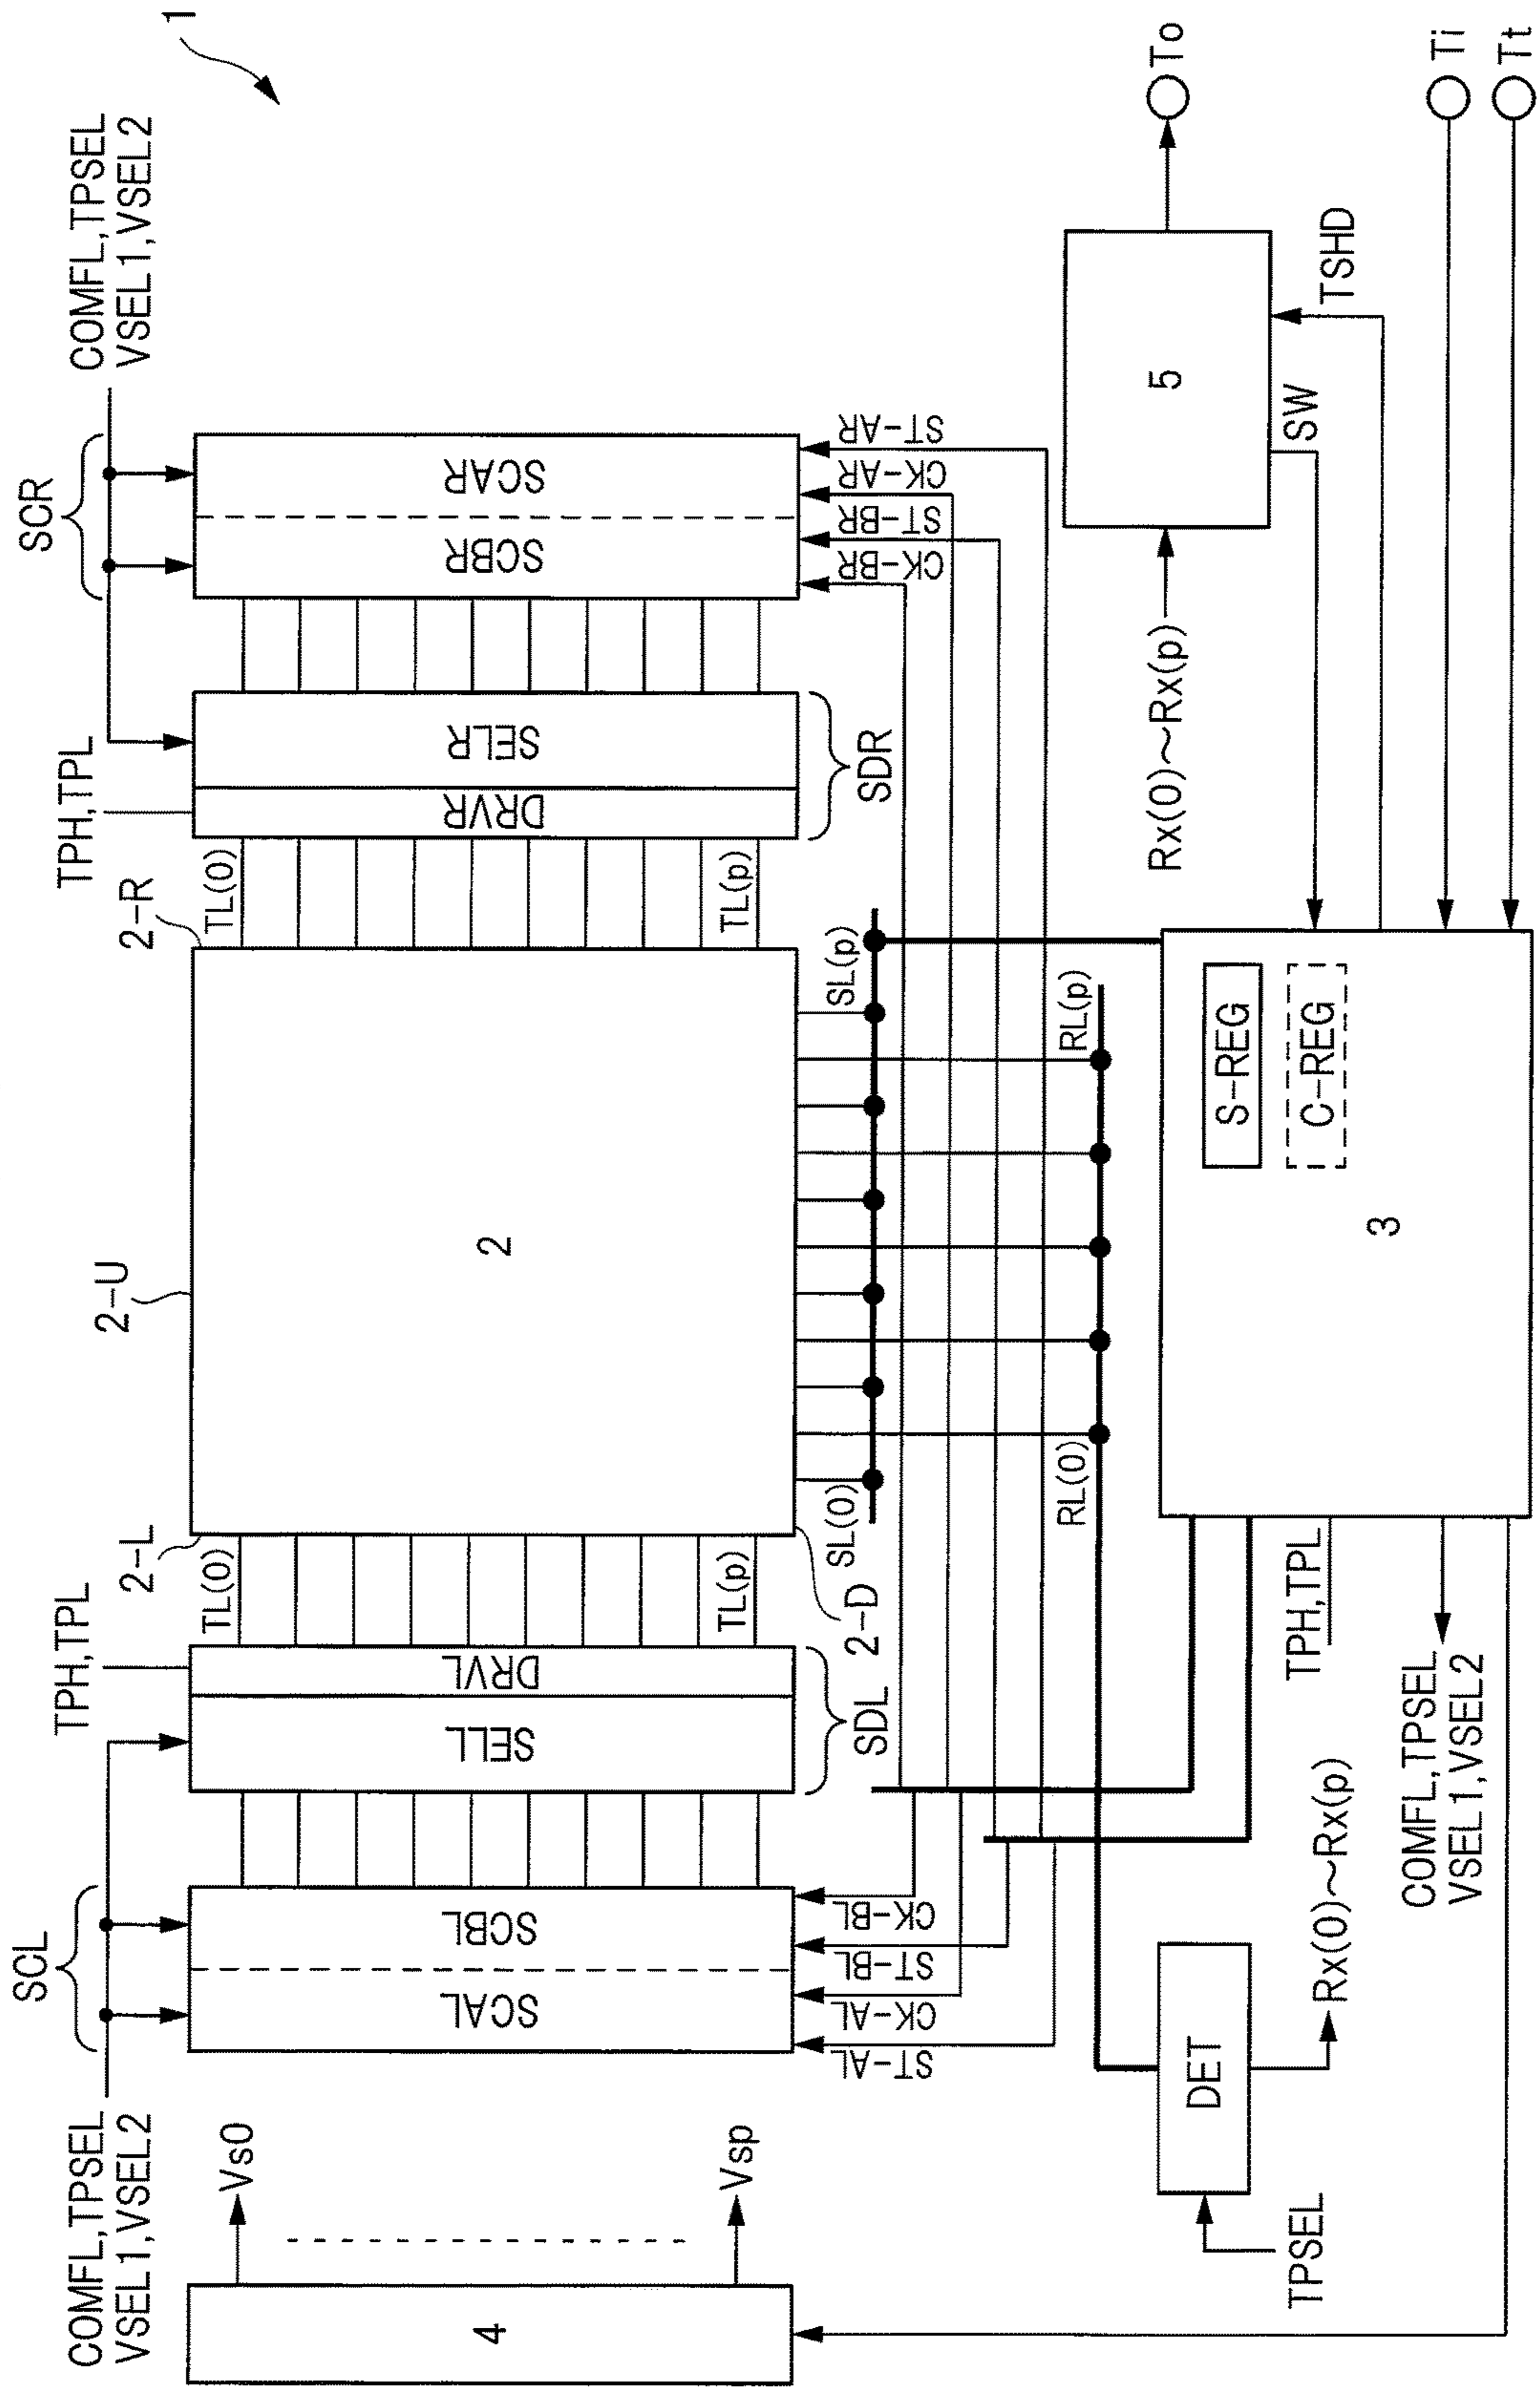 1
COMFL,TPSEL
VSEL1,VSEL2
SCL
TPH,TPL
2-L
2-U
2-R
TPH,TPL
SCR
COMFL,TPSEL
VSEL1,VSEL2
4
Vs0
Vsp
SCAL
SCBL
SELL
DRVL
TL(0)
TL(p)
2
TL(0)
TL(p)
DRVR
SELR
SCBR
SCAR
ST-AL
CK-AL
ST-BL
CK-BL
SDL
2-D
SL(0)
SL(p)
SDR
CK-BR
ST-BR
CK-AR
ST-AR
RL(0)
RL(p)
TPSEL
DET
Rx(0)~Rx(p)
TPH,TPL
COMFL,TPSEL
VSEL1,VSEL2
3
S-REG
C-REG
Rx(0)~Rx(p)
5
SW
TSHD
To
Ti
Tt